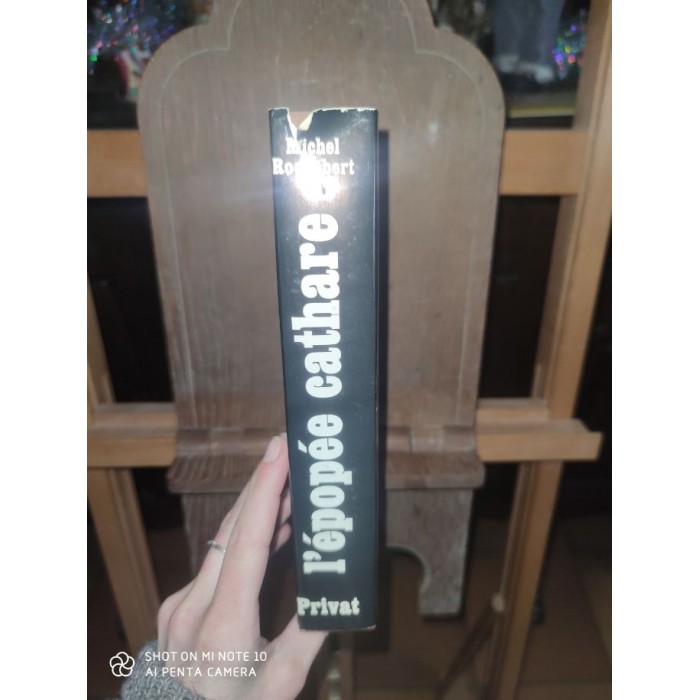 Michel
l'épopée cathare
Privat
SHOT ON MI NOTE 10
AI PENTA CAMERA